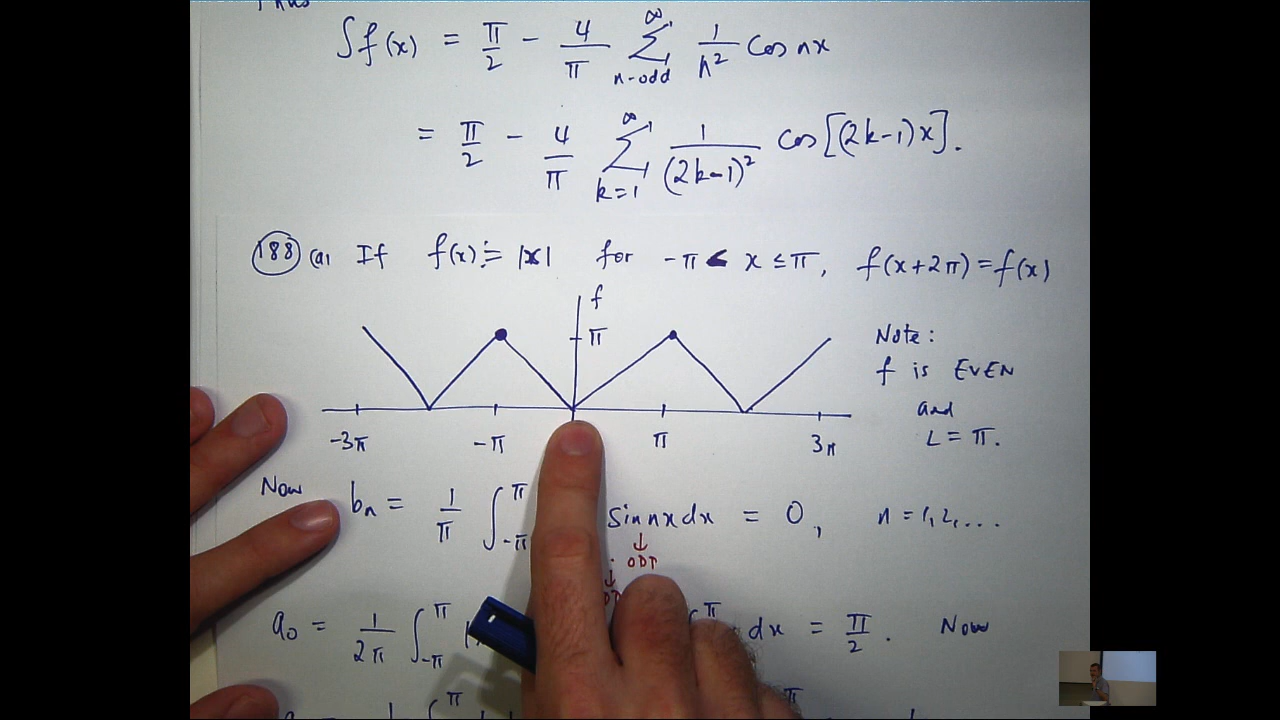 Thus
∫f(x) = π/2 - 4/π ∑_{n-odd}^{∞} 1/n² cos nx
= π/2 - 4/π ∑_{k=1}^{∞} 1/(2k-1)² cos[(2k-1)x].
(188) (a) If f(x) := |x| for -π < x ≤ π, f(x+2π) = f(x)
f
π
-3π -π π 3π
Note:
f is EVEN
and
L = π.
Now bₙ = 1/π ∫_{-π}^{π} sin nx dx = 0, n = 1, 2, ...
↓
ODD
↓
a₀ = 1/2π ∫_{-π}^{π} | π dx = π/2. Now
∫ π π